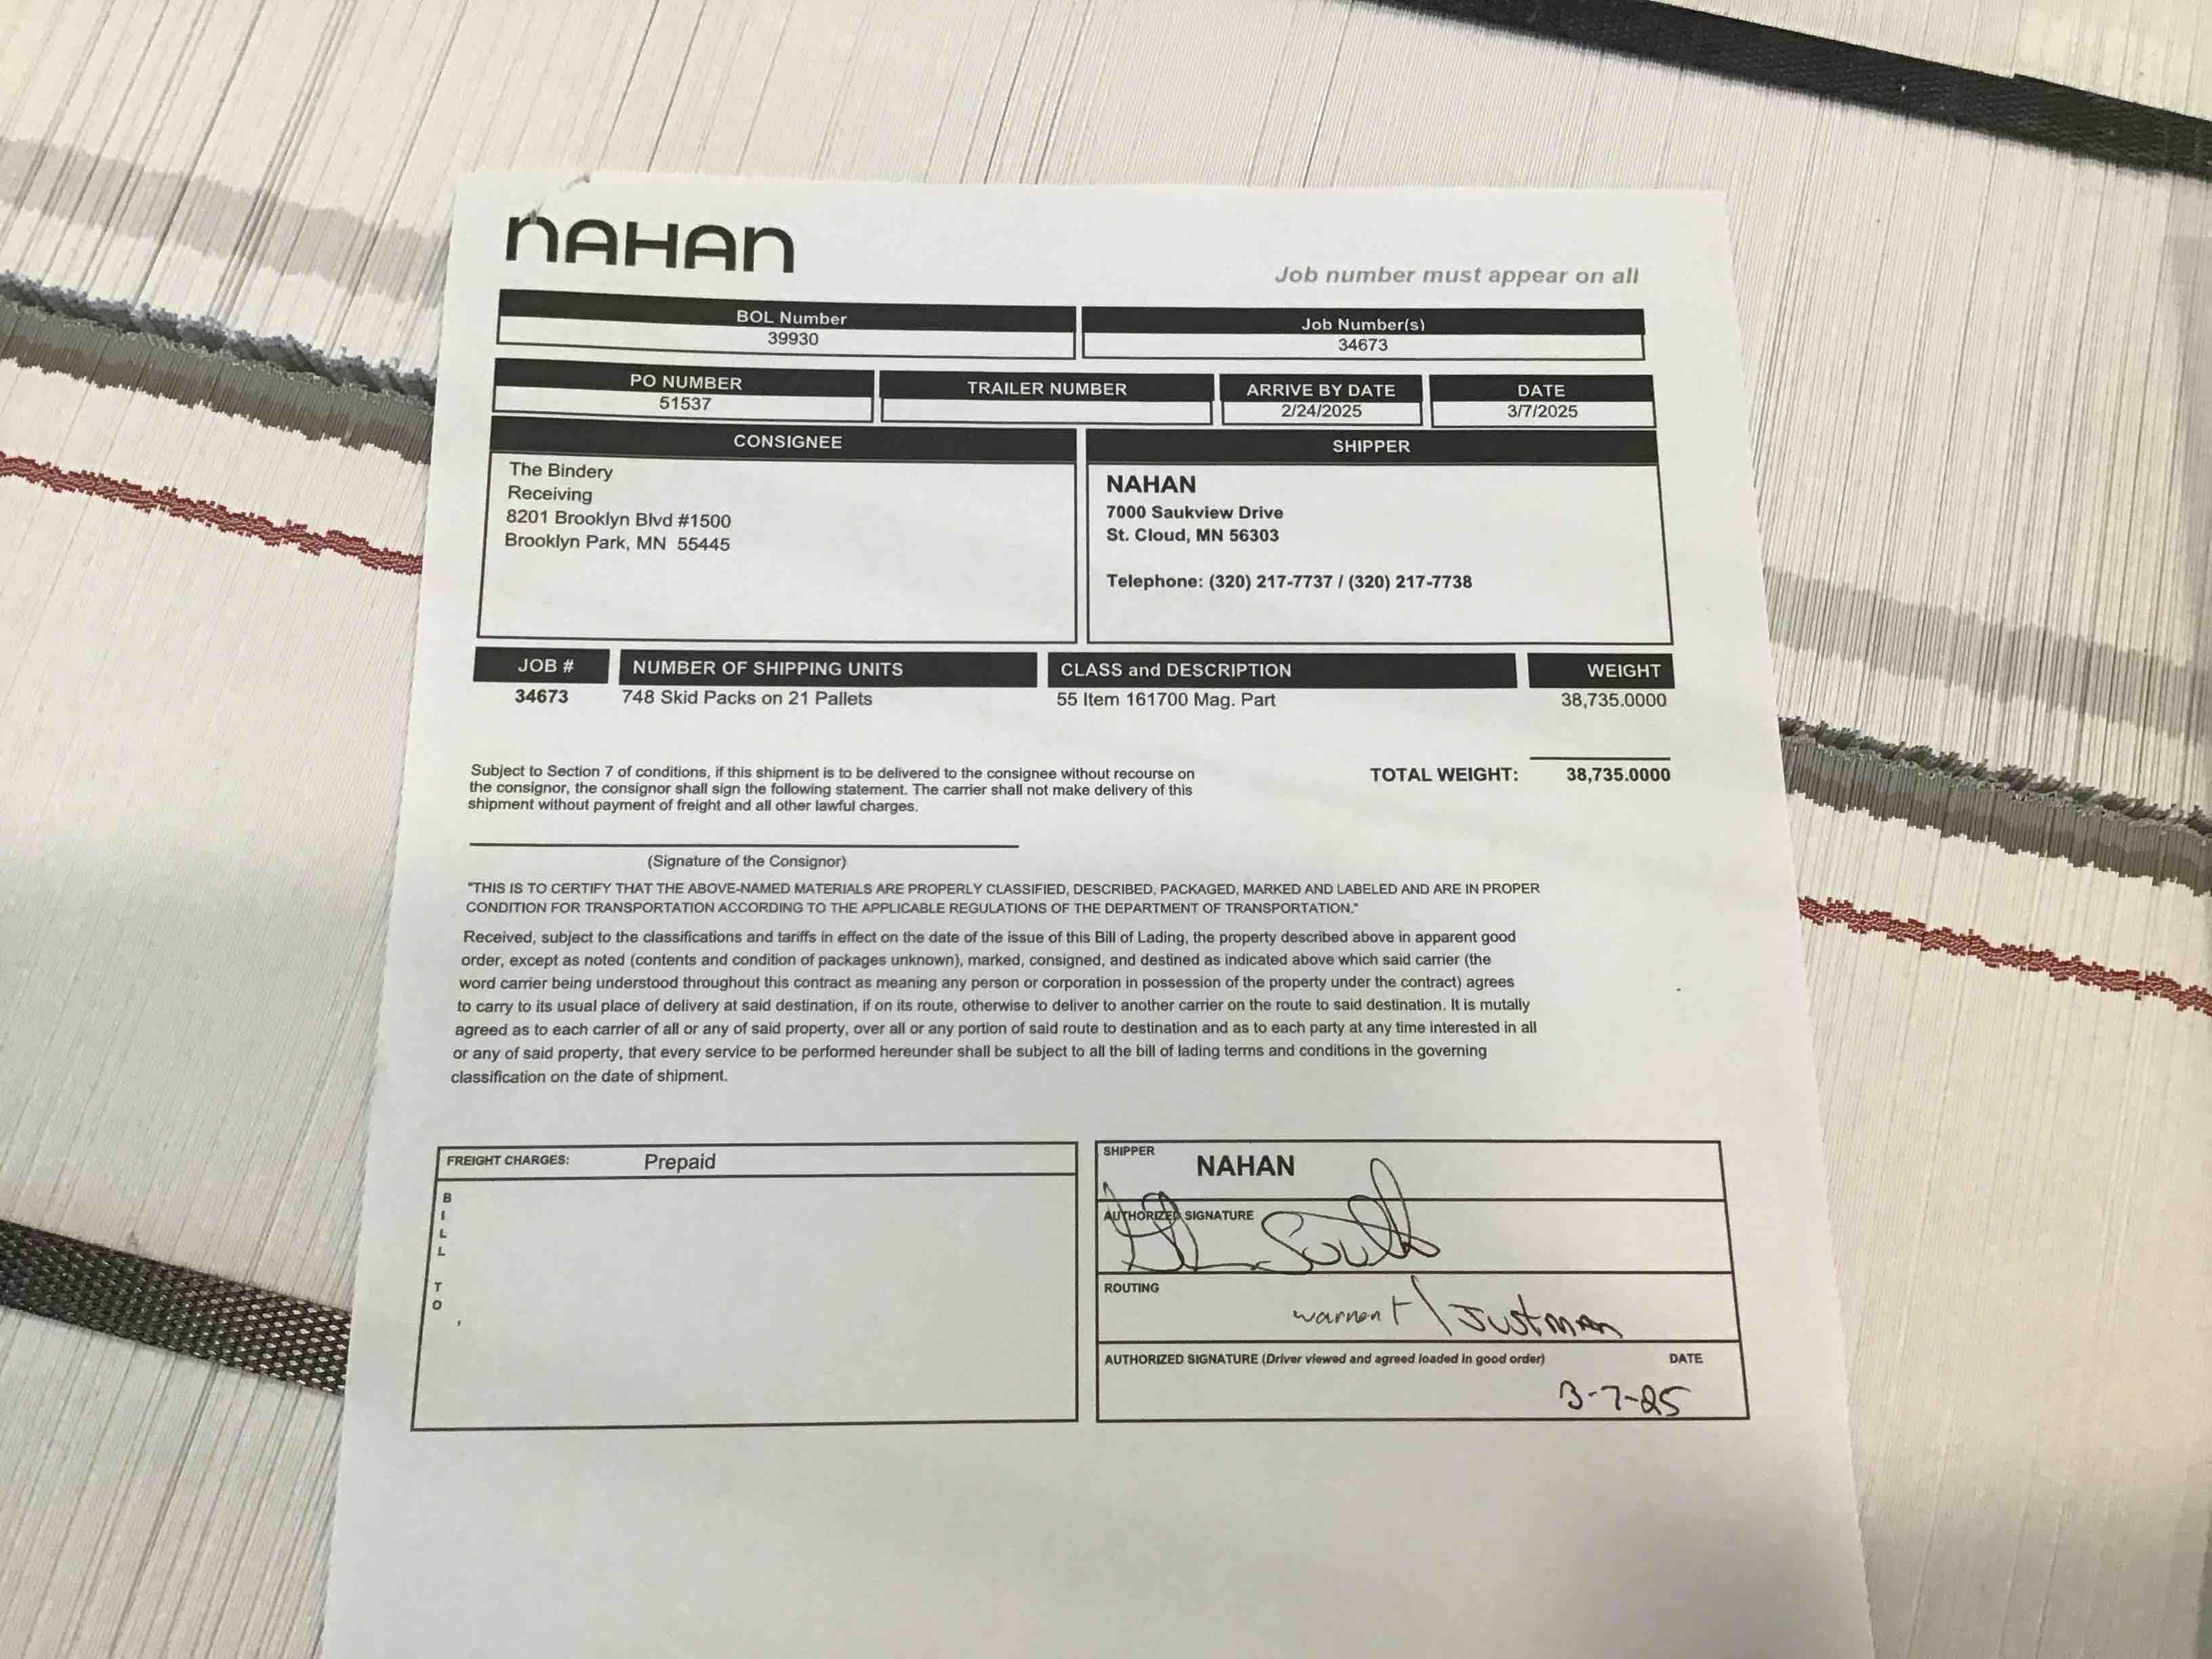 NAHAN
Job number must appear on all
BOL Number
39930
Job Number(s)
34673
PO NUMBER
51537
TRAILER NUMBER
ARRIVE BY DATE
2/24/2025
DATE
3/7/2025
CONSIGNEE
The Bindery
Receiving
8201 Brooklyn Blvd #1500
Brooklyn Park, MN 55445
SHIPPER
NAHAN
7000 Saukview Drive
St. Cloud, MN 56303
Telephone: (320) 217-7737 / (320) 217-7738
JOB # NUMBER OF SHIPPING UNITS CLASS and DESCRIPTION WEIGHT
34673 748 Skid Packs on 21 Pallets 55 Item 161700 Mag. Part 38,735.0000
Subject to Section 7 of conditions, if this shipment is to be delivered to the consignee without recourse on
the consignor, the consignor shall sign the following statement. The carrier shall not make delivery of this
shipment without payment of freight and all other lawful charges.
TOTAL WEIGHT: 38,735.0000
(Signature of the Consignor)
"THIS IS TO CERTIFY THAT THE ABOVE-NAMED MATERIALS ARE PROPERLY CLASSIFIED, DESCRIBED, PACKAGED, MARKED AND LABELED AND ARE IN PROPER
CONDITION FOR TRANSPORTATION ACCORDING TO THE APPLICABLE REGULATIONS OF THE DEPARTMENT OF TRANSPORTATION."
Received, subject to the classifications and tariffs in effect on the date of the issue of this Bill of Lading, the property described above in apparent good
order, except as noted (contents and condition of packages unknown), marked, consigned, and destined as indicated above which said carrier (the
word carrier being understood throughout this contract as meaning any person or corporation in possession of the property under the contract) agrees
to carry to its usual place of delivery at said destination, if on its route, otherwise to deliver to another carrier on the route to said destination. It is mutally
agreed as to each carrier of all or any of said property, over all or any portion of said route to destination and as to each party at any time interested in all
or any of said property, that every service to be performed hereunder shall be subject to all the bill of lading terms and conditions in the governing
classification on the date of shipment.
FREIGHT CHARGES: Prepaid
BILL TO
,
SHIPPER
NAHAN
AUTHORIZED SIGNATURE
ROUTING
warrent / Justman
AUTHORIZED SIGNATURE (Driver viewed and agreed loaded in good order) DATE
3-7-25